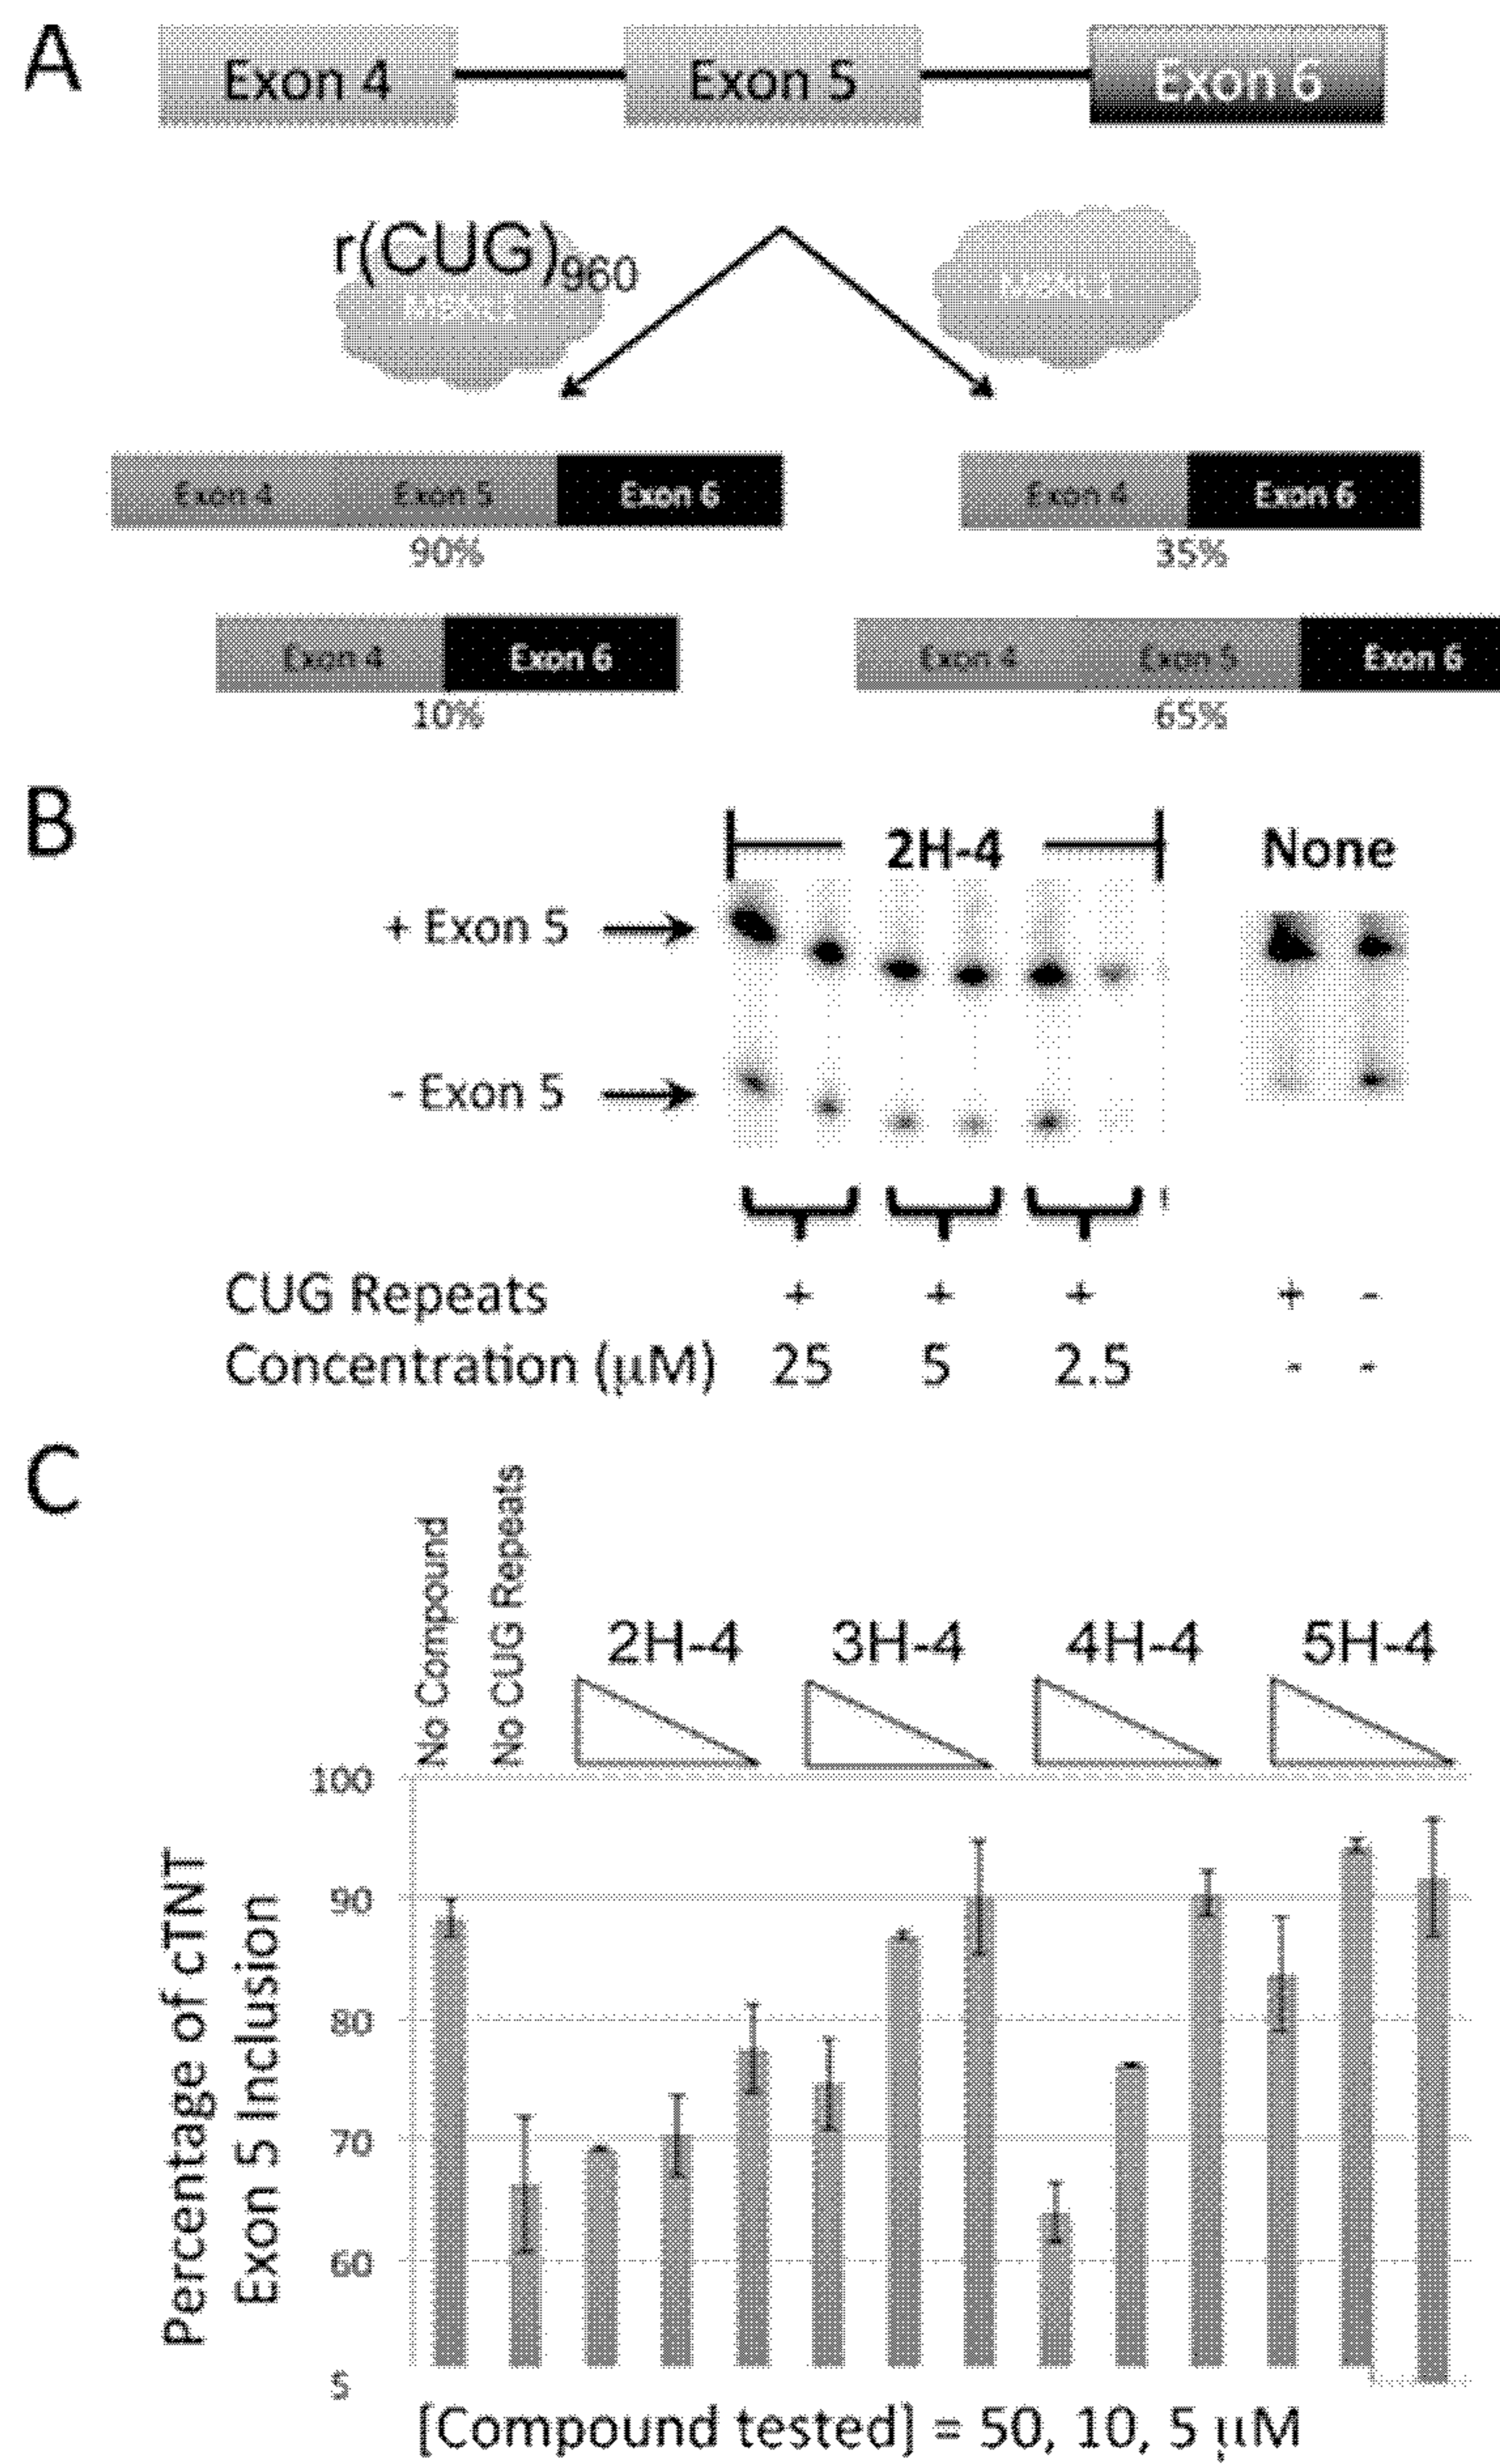 A
Exon 4
Exon 5
Exon 6
r(CUG)960
Exon 4
Exon 5
Exon 6
Exon 4
Exon 6
90%
35%
Exon 4
Exon 6
Exon 4
Exon 5
Exon 6
10%
65%
B
2H-4
None
+ Exon 5
- Exon 5
CUG Repeats
+
+
+
+
-
Concentration (μM)
25
5
2.5
-
-
C
No Compound
No CUG Repeats
2H-4
3H-4
4H-4
5H-4
Percentage of cTNT
Exon 5 Inclusion
100
90
80
70
60
5
[Compound tested] = 50, 10, 5 μM